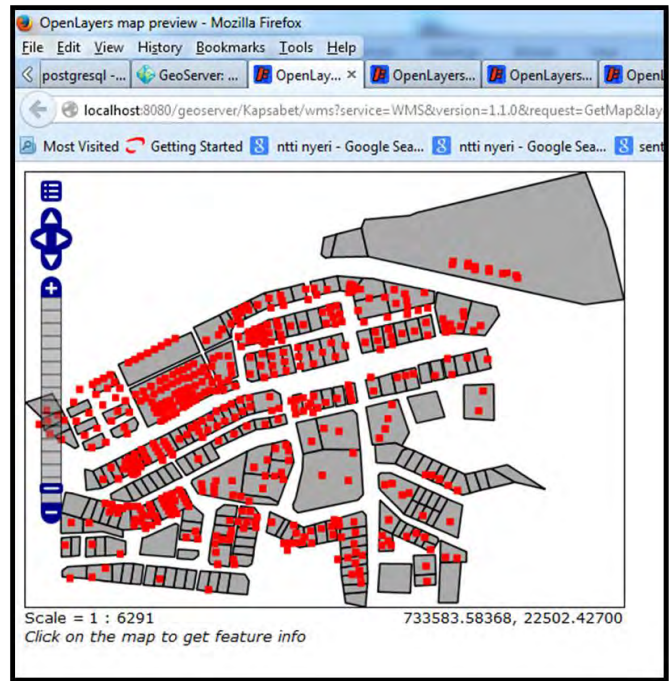 OpenLayers map preview - Mozilla Firefox
File Edit View History Bookmarks Tools Help
postgresql -... GeoServer: ... OpenLay... × OpenLayers... OpenLayers... OpenL
localhost:8080/geoserver/Kapsabet/wms?service=WMS&version=1.1.0&request=GetMap&lay
Most Visited Getting Started 8 ntti nyeri - Google Sea... 8 ntti nyeri - Google Sea... 8 sent
Scale = 1 : 6291 733583.58368, 22502.42700
Click on the map to get feature info